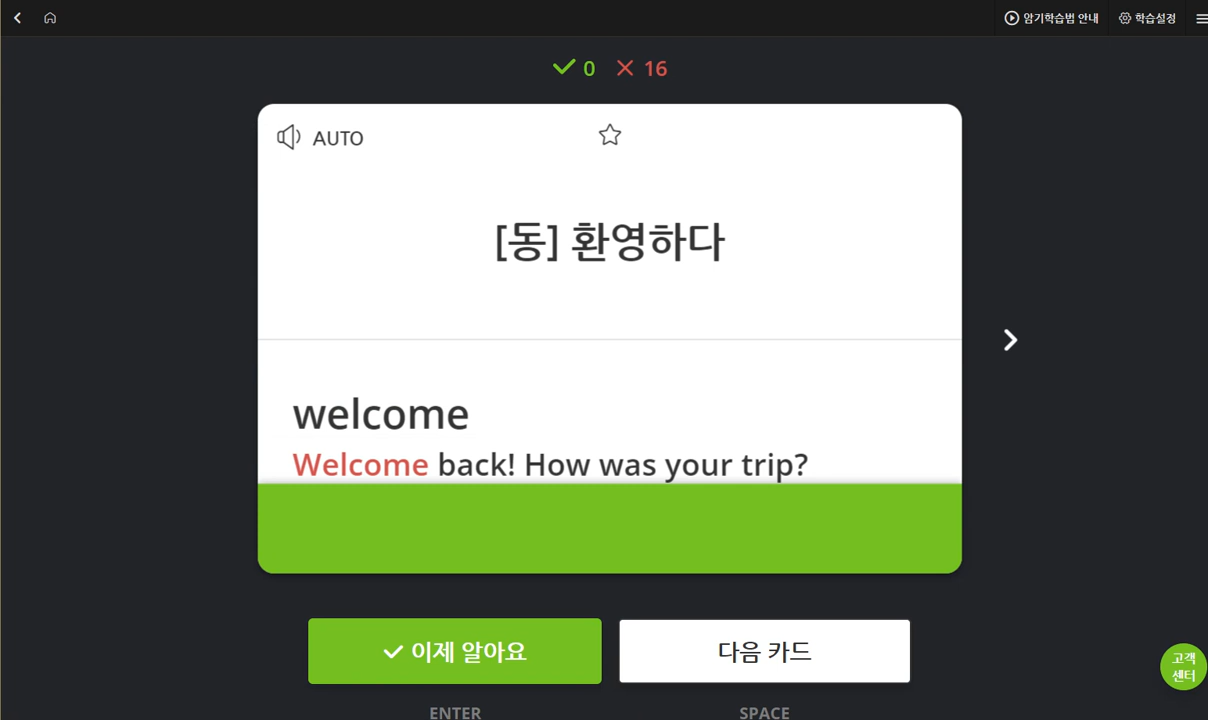 암기학습법 안내 학습설정
0 16
AUTO
[동] 환영하다
welcome
Welcome back! How was your trip?
이제 알아요 다음 카드
ENTER SPACE
고객
센터